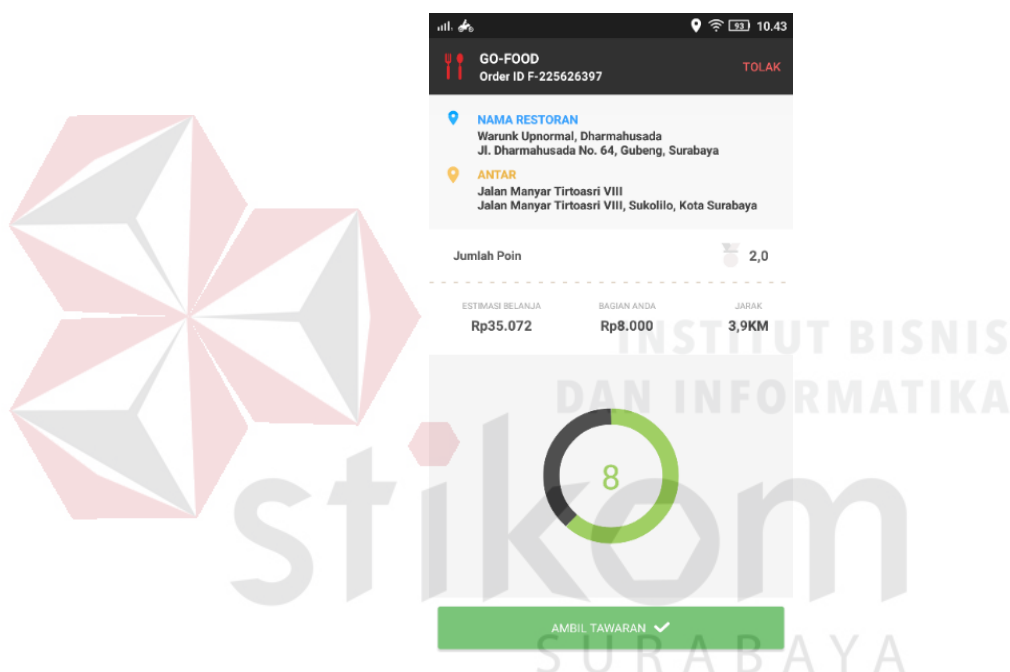 93 10.43
GO-FOOD
Order ID F-225626397
TOLAK
NAMA RESTORAN
Warunk Upnormal, Dharmahusada
Jl. Dharmahusada No. 64, Gubeng, Surabaya
ANTAR
Jalan Manyar Tirtoasri VIII
Jalan Manyar Tirtoasri VIII, Sukolilo, Kota Surabaya
Jumlah Poin 2,0
ESTIMASI BELANJA BAGIAN ANDA JARAK
Rp35.072 Rp8.000 3,9KM
INSTITUT BISNIS
DAN INFORMATIKA
8
stikom
AMBIL TAWARAN
SURABAYA